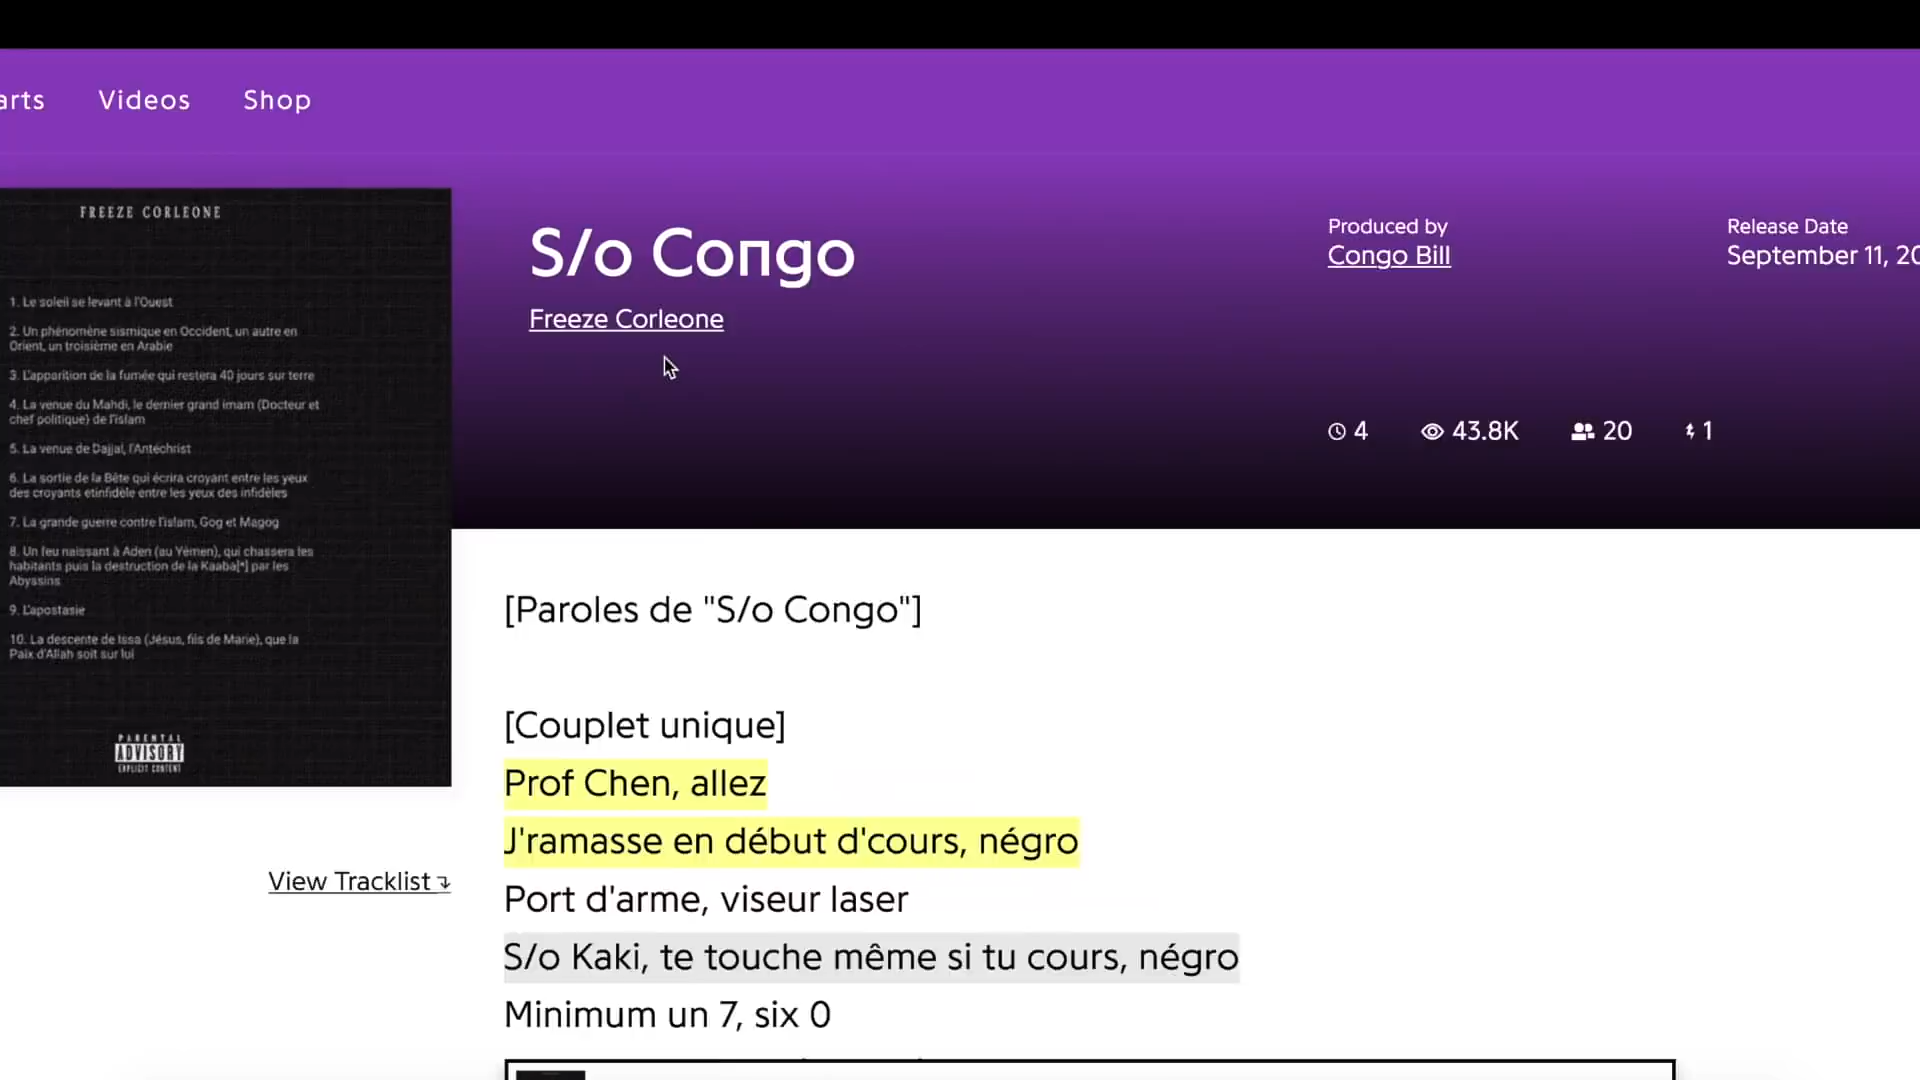 arts Videos Shop
FREEZE CORLEONE
1. Le soleil se levant à l'Ouest
2. Un phénomène sismique en Occident, un autre en
Orient, un troisième en Arabie
3. L'apparition de la fumée qui restera 40 jours sur terre
4. La venue du Mahdi, le dernier grand imam (Docteur et
chef politique) de l'islam
5. La venue de Dajjal, l'Antéchrist
6. La sortie de la Bête qui écrira croyant entre les yeux
des croyants etinfidèle entre les yeux des infidèles
7. La grande guerre contre l'islam, Gog et Magog
8. Un feu naissant à Aden (au Yémen), qui chassera les
habitants puis la destruction de la Kaaba[*] par les
Abyssins
9. L'apostasie
10. La descente de Issa (Jésus, fils de Marie), que la
Paix d'Allah soit sur lui
PARENTAL
ADVISORY
EXPLICIT CONTENT
View Tracklist
S/o Congo
Freeze Corleone
Produced by
Congo Bill
Release Date
September 11, 20
4 43.8K 20 1
[Paroles de "S/o Congo"]
[Couplet unique]
Prof Chen, allez
J'ramasse en début d'cours, négro
Port d'arme, viseur laser
S/o Kaki, te touche même si tu cours, négro
Minimum un 7, six 0